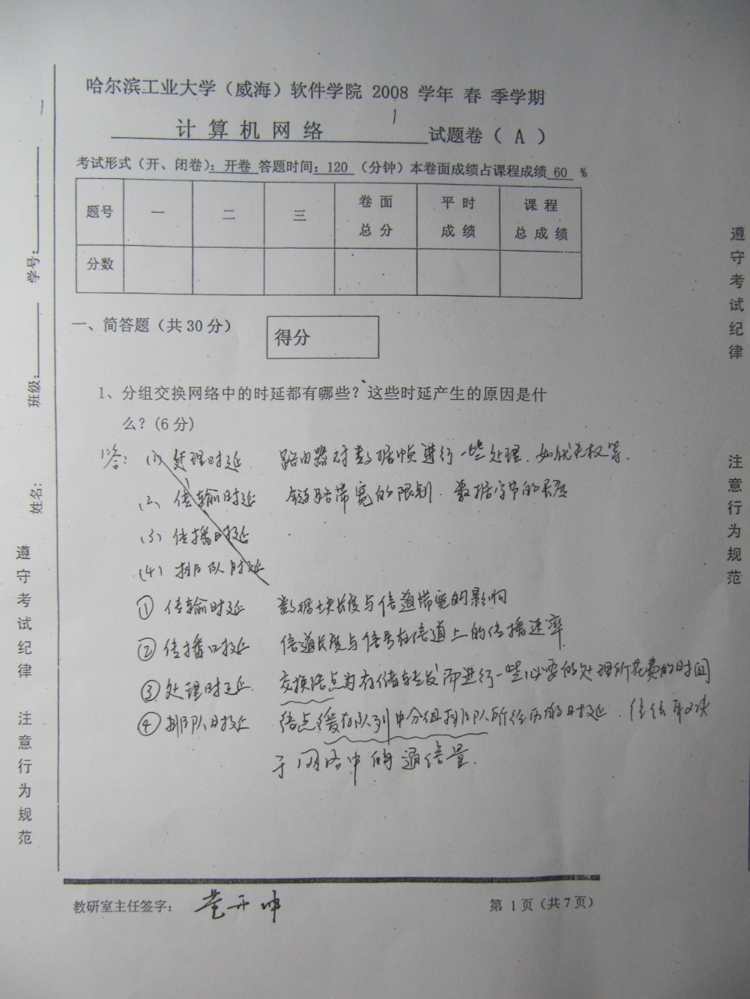 哈尔滨工业大学（威海）软件学院 2008 学年 春 季学期
计 算 机 网 络 试题卷（ A ）
考试形式（开、闭卷）：开卷 答题时间：120 （分钟）本卷面成绩占课程成绩 60 %
题号 一 二 三 卷 面 总 分 平 时 成 绩 课 程 总 成 绩
分数
一、简答题（共 30 分） 得分
1、分组交换网络中的时延都有哪些？这些时延产生的原因是什
么？(6 分)
1答：(1) 处理时延 路由器对数据帧进行一些处理，如优先权等.
(2) 传输时延 链路带宽的限制. 数据字节的长度
(3) 传播时延
(4) 排队时延
① 传输时延 数据块长度与信道带宽的影响
② 传播时延 信道长度与信号在信道上的传播速率
③ 处理时延. 交换结点为存储转发而进行一些必要的处理所花费的时间
④ 排队时延 结点缓存队列中分组排队所经历的时延. 往往取决
于网络中的通信量.
教研室主任签字：
第 1 页（共 7 页）
学号：
班级：
姓名：
遵守考试纪律
注意行为规范
遵守考试纪律
注意行为规范